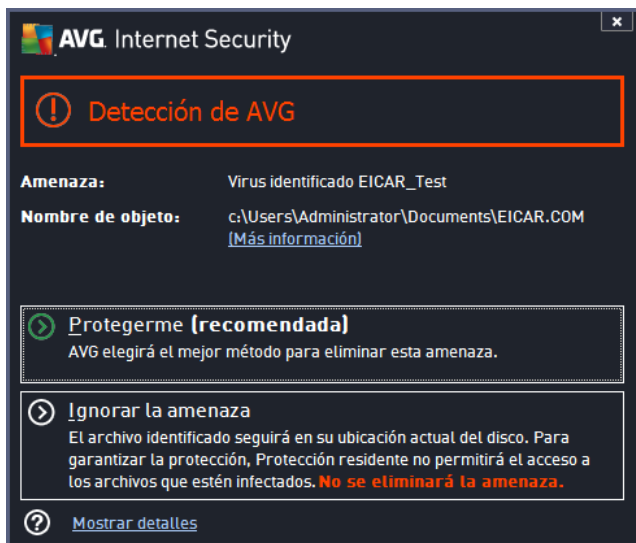 AVG. Internet Security
x
Detección de AVG
Amenaza: Virus identificado EICAR_Test
Nombre de objeto: c:\Users\Administrator\Documents\EICAR.COM
(Más información)
Protegerme (recomendada)
AVG elegirá el mejor método para eliminar esta amenaza.
Ignorar la amenaza
El archivo identificado seguirá en su ubicación actual del disco. Para
garantizar la protección, Protección residente no permitirá el acceso a
los archivos que estén infectados. No se eliminará la amenaza.
Mostrar detalles